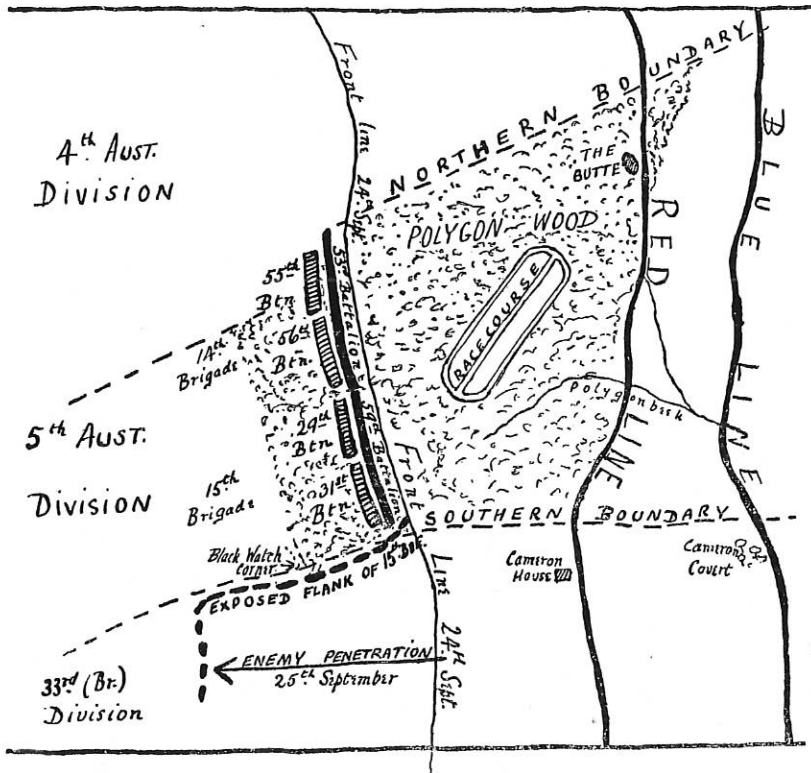 4th AUST.
DIVISION
Front line 24th Sept.
NORTHERN BOUNDARY
THE
BUTTE
RED LINE
BLUE LINE
POLYGON WOOD
RACECOURSE
Polygonbeek
55th
Btn.
53rd Battalion
56th
Btn.
14th
Brigade
5th AUST.
DIVISION
29th
Btn.
59th Battalion
31st
Btn.
15th
Brigade
Front Line 24th Sept.
SOUTHERN BOUNDARY
Black Watch
Corner
EXPOSED FLANK OF 15th Bde.
Cameron
House
Cameron
Covert
ENEMY PENETRATION
25th September
33rd (Br.)
Division